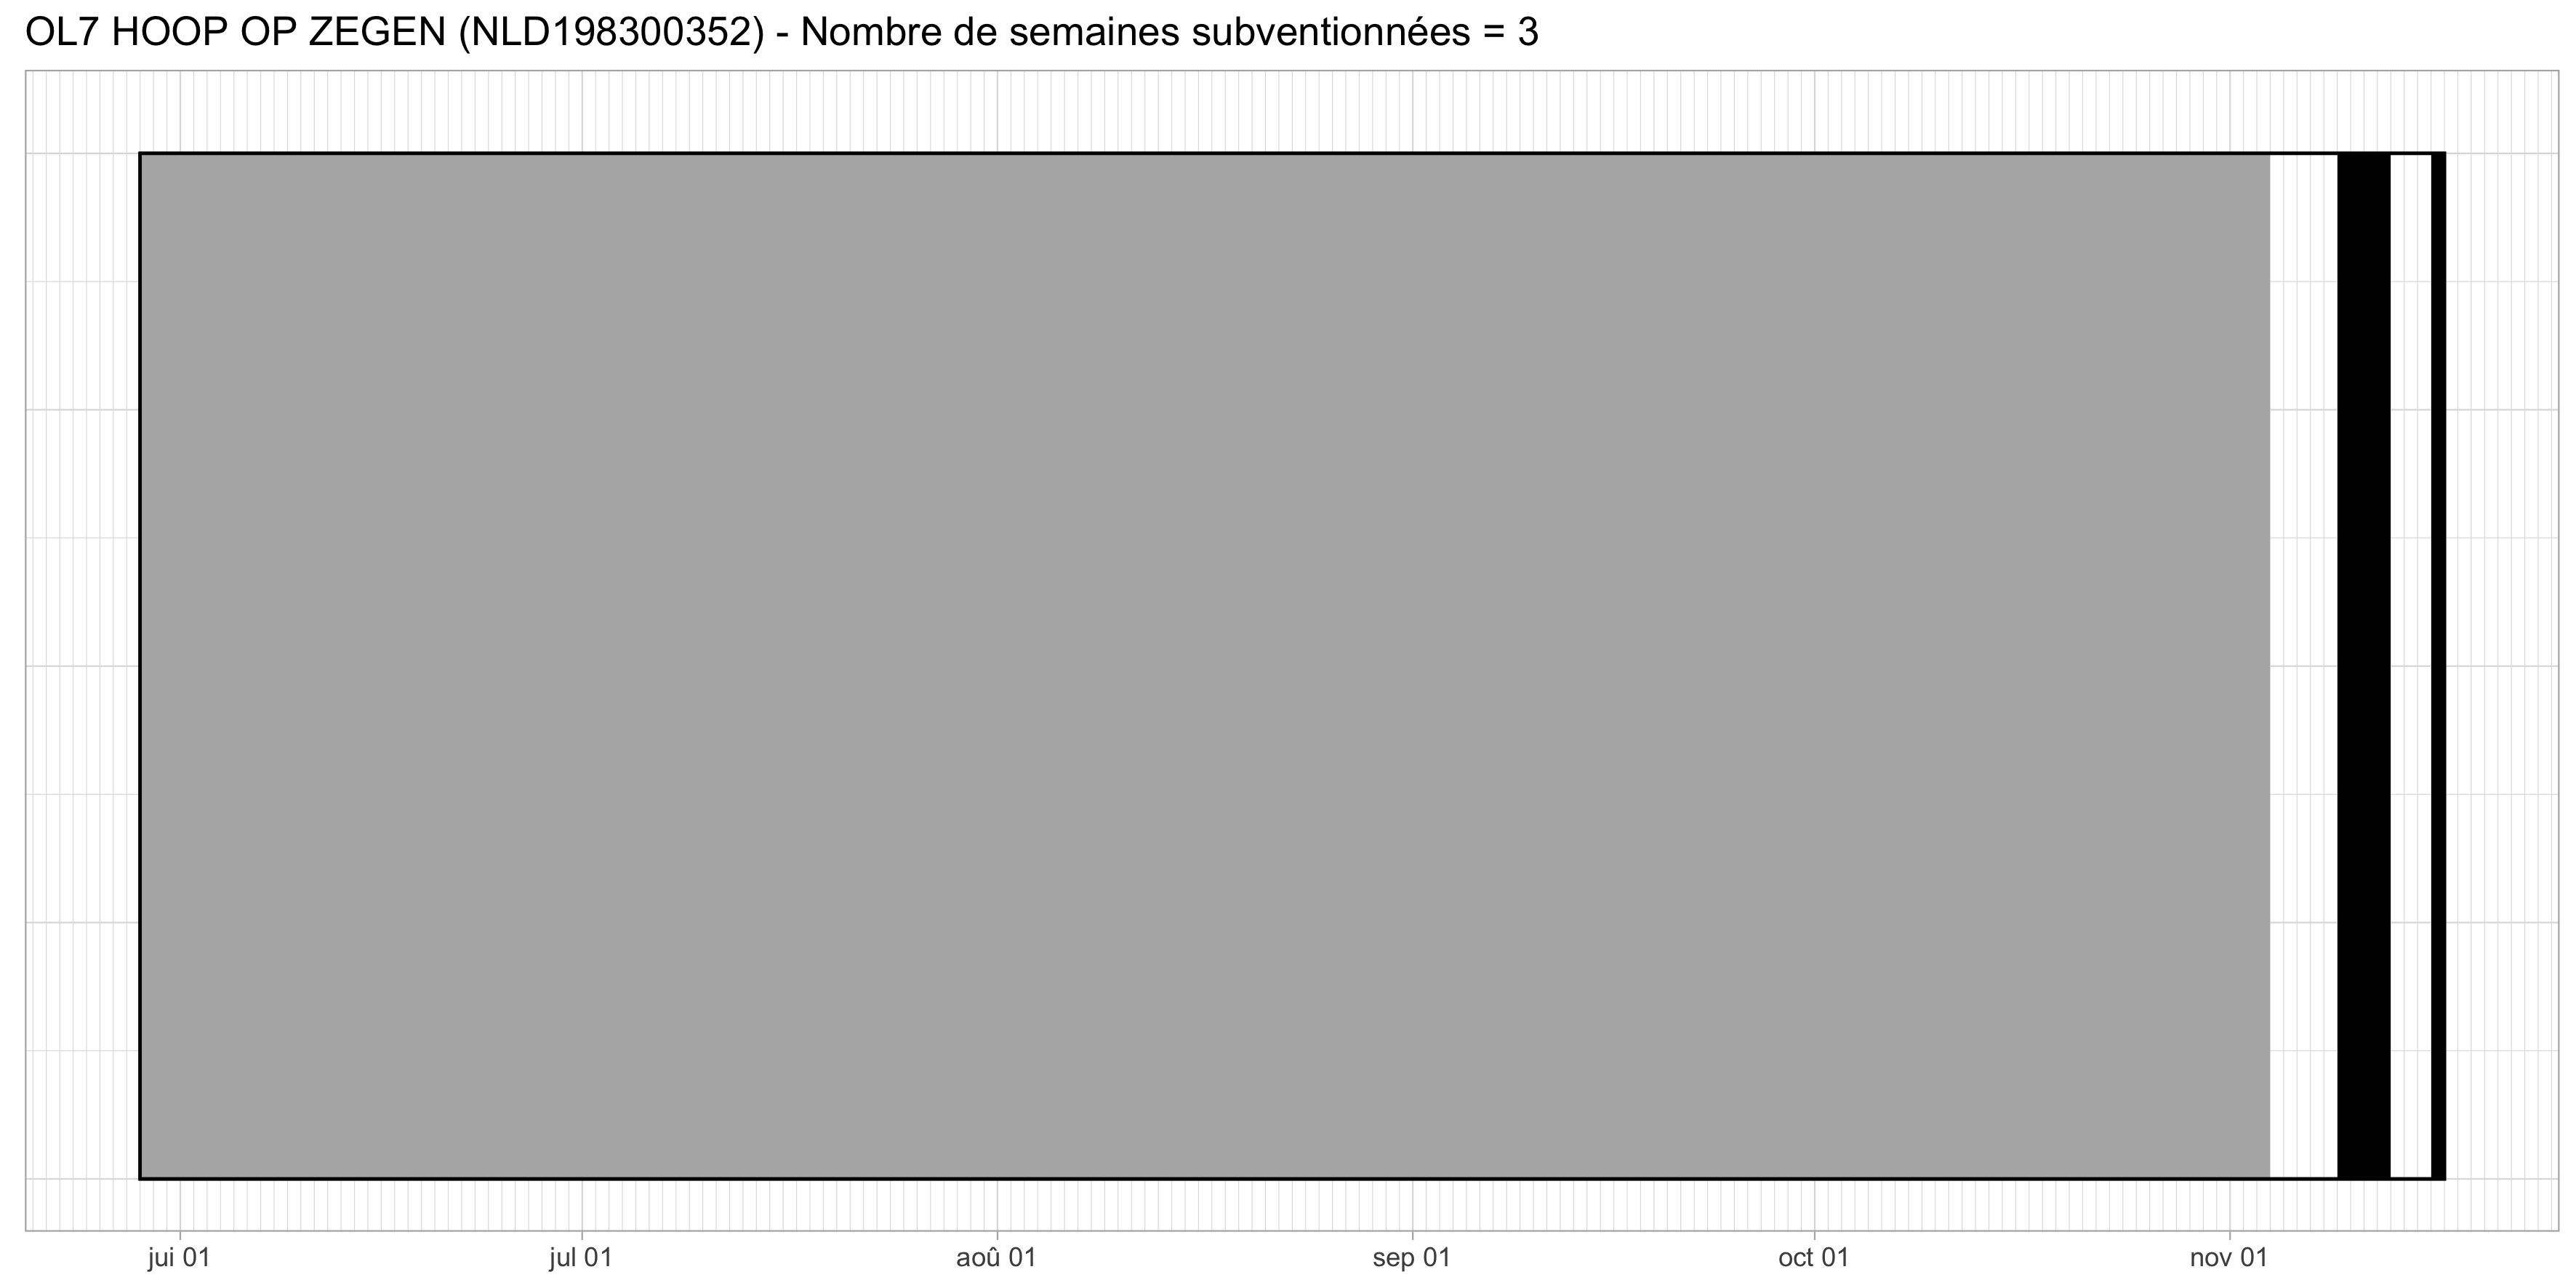 OL7 HOOP OP ZEGEN (NLD198300352) - Nombre de semaines subventionnées = 3
jui 01 jul 01 aoû 01 sep 01 oct 01 nov 01